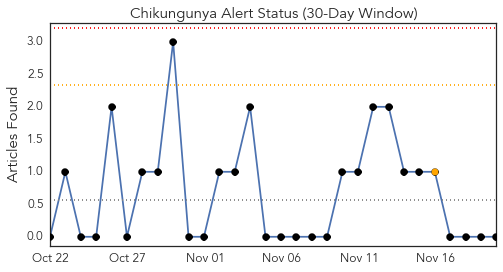 Chikungunya Alert Status (30-Day Window)
Articles Found
3.0
2.5
2.0
1.5
1.0
0.5
0.0
Oct 22 Oct 27 Nov 01 Nov 06 Nov 11 Nov 16